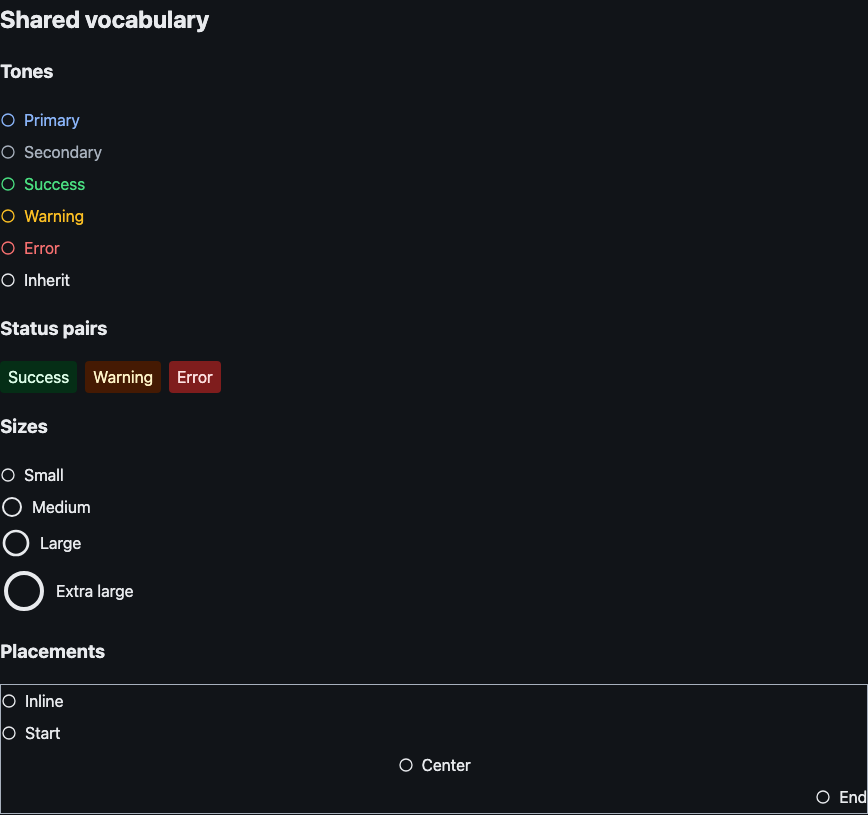 Shared vocabulary
Tones
Primary
Secondary
Success
Warning
Error
Inherit
Status pairs
Success Warning Error
Sizes
Small
Medium
Large
Extra large
Placements
Inline
Start
Center
End